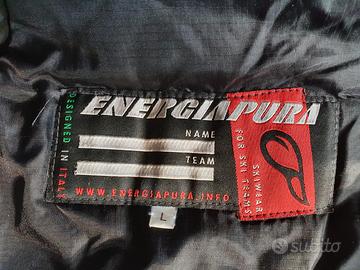 ENERGIAPURA
NAME
TEAM
DESIGNED IN ITALY
WWW.ENERGIAPURA.INFO
SKIWEAR
FOR SKI TEAMS
L
subito